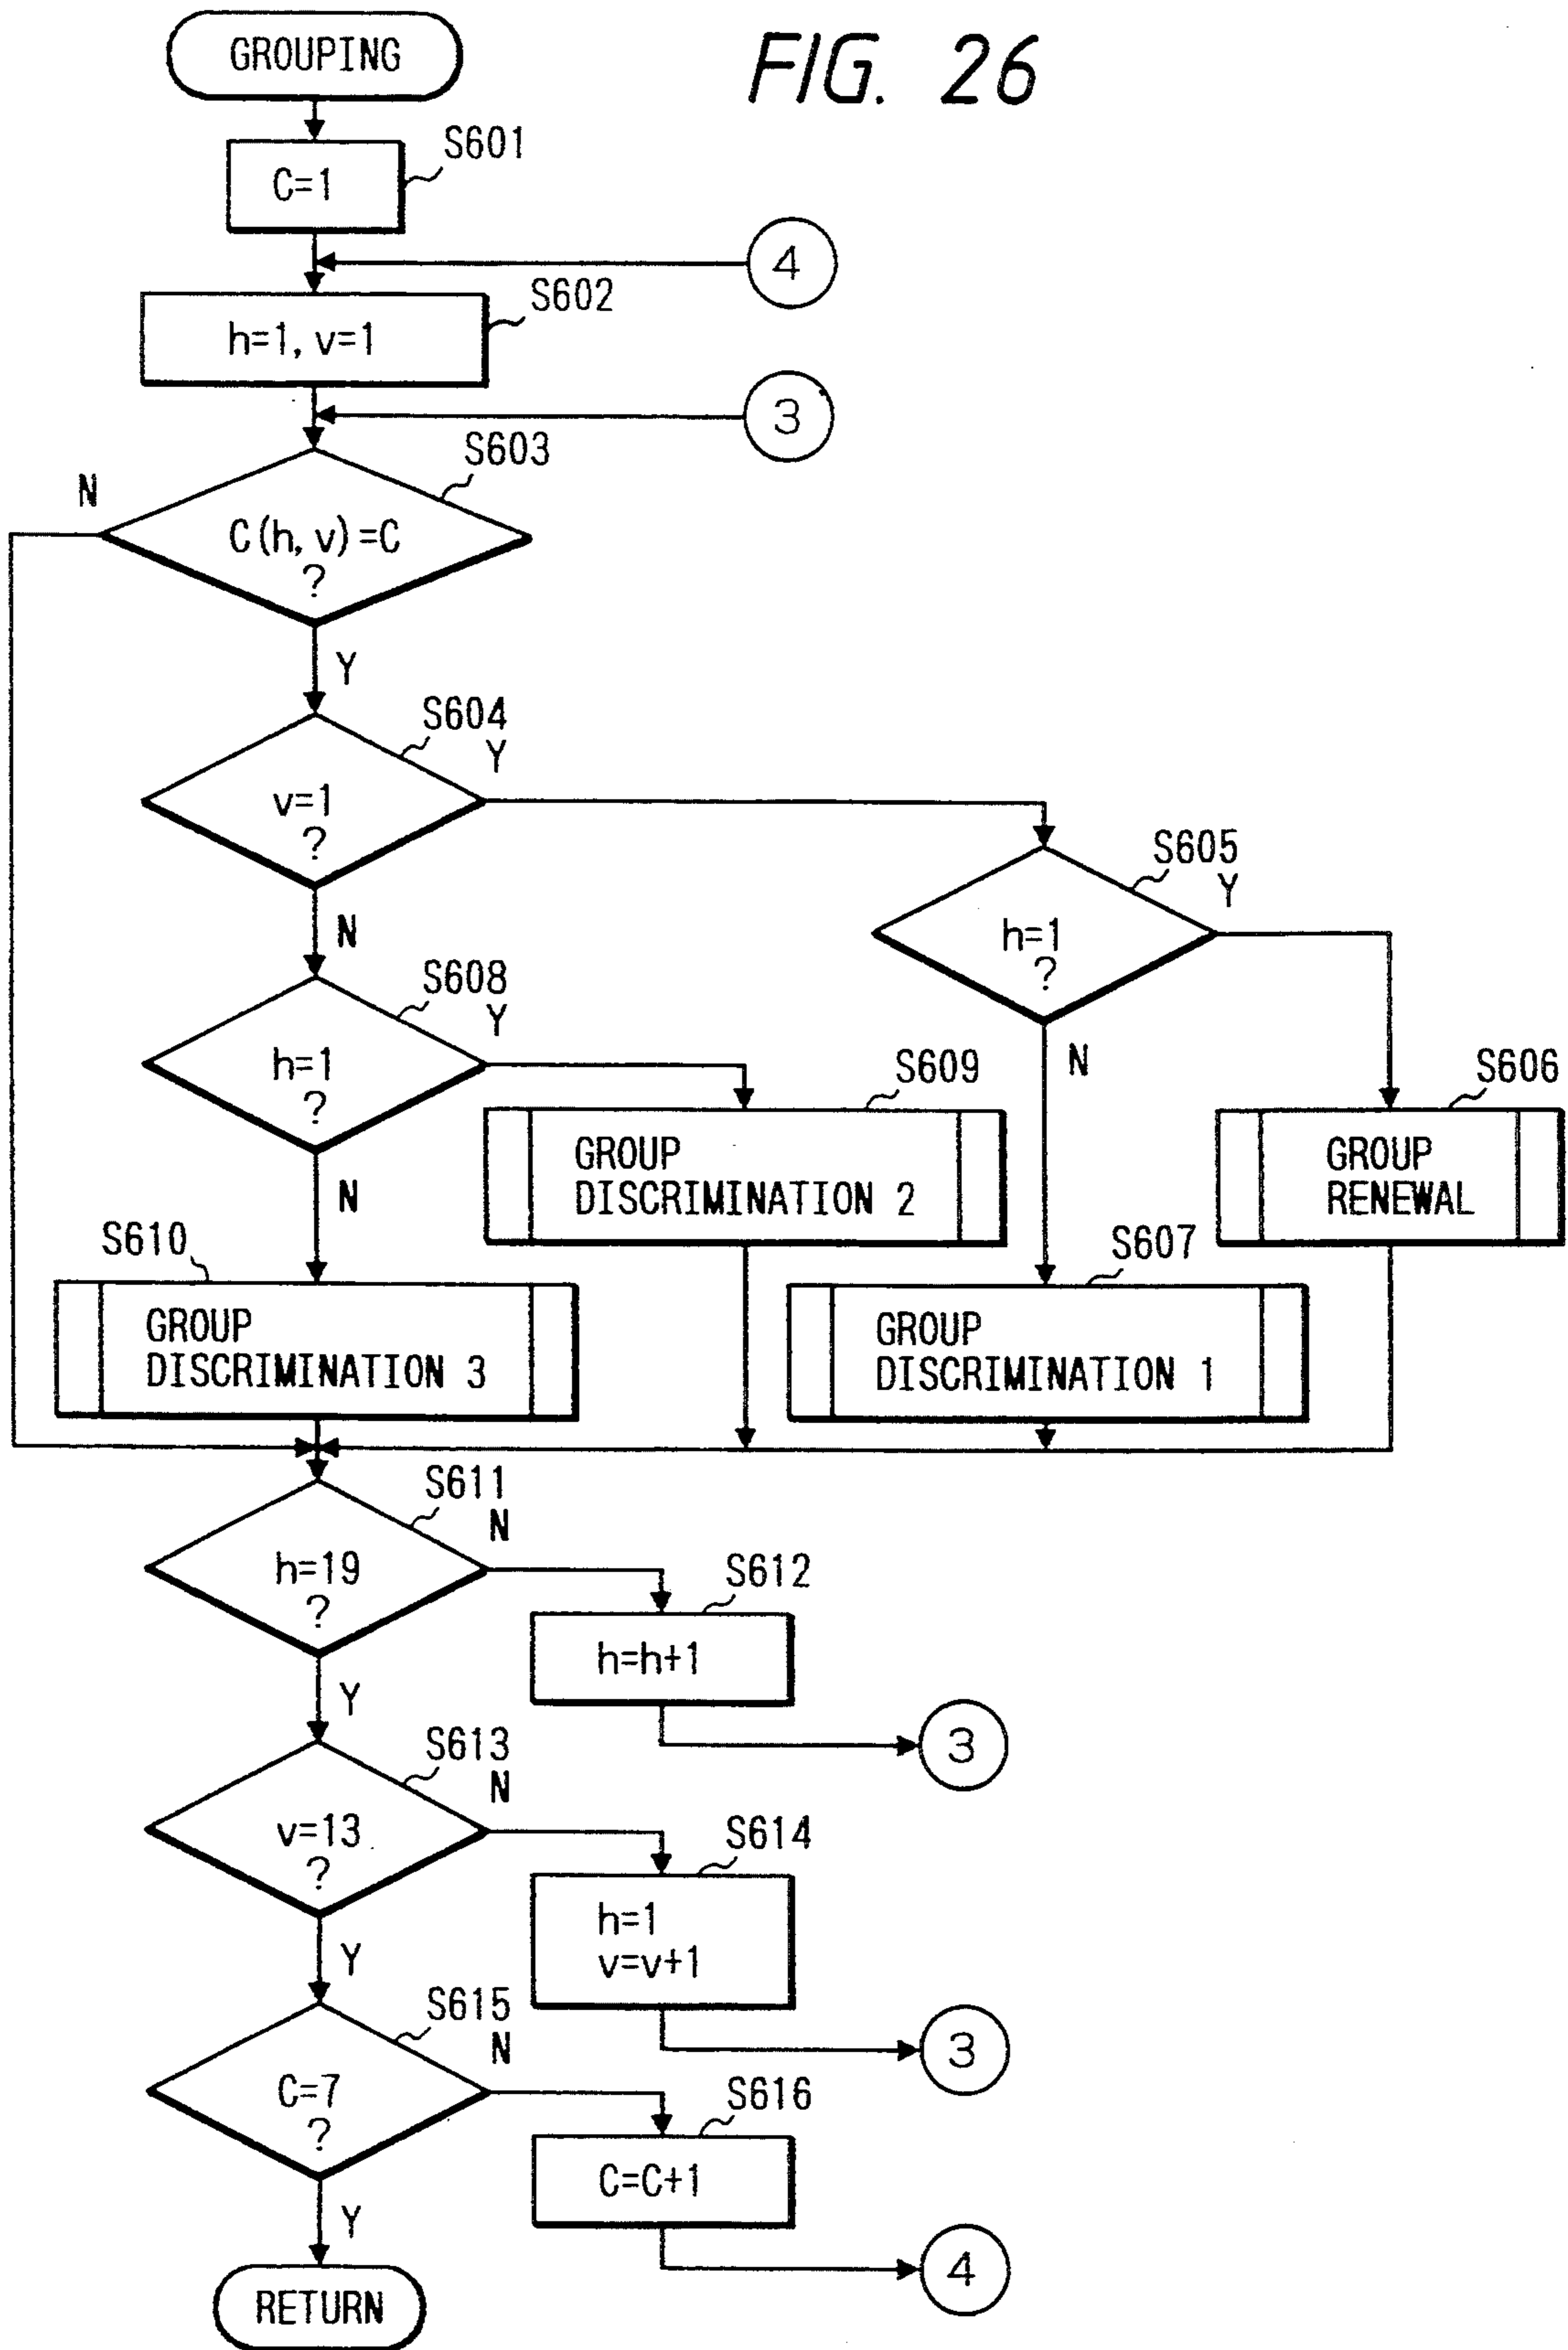 FIG. 26
GROUPING
S601
C=1
4
S602
h=1, v=1
3
S603
N
C(h, v)=C
?
Y
S604
Y
v=1
?
N
S605
Y
h=1
?
N
S608
Y
h=1
?
N
S609
GROUP
DISCRIMINATION 2
S606
GROUP
RENEWAL
S610
GROUP
DISCRIMINATION 3
S607
GROUP
DISCRIMINATION 1
S611
N
h=19
?
Y
S612
h=h+1
3
S613
N
v=13
?
Y
S614
h=1
v=v+1
3
S615
N
C=7
?
Y
S616
C=C+1
4
RETURN